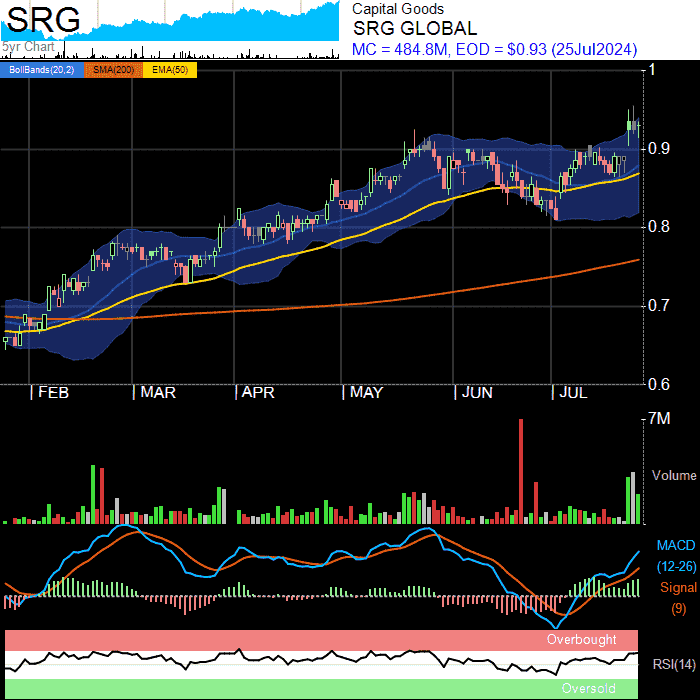 SRG
5yr Chart
Capital Goods
SRG GLOBAL
MC = 484.8M, EOD = $0.93 (25Jul2024)
BollBands(20,2) SMA(200) EMA(50)
1
0.9
0.8
0.7
0.6
FEB MAR APR MAY JUN JUL
7M
Volume
MACD
(12-26)
Signal
(9)
Overbought
RSI(14)
Oversold